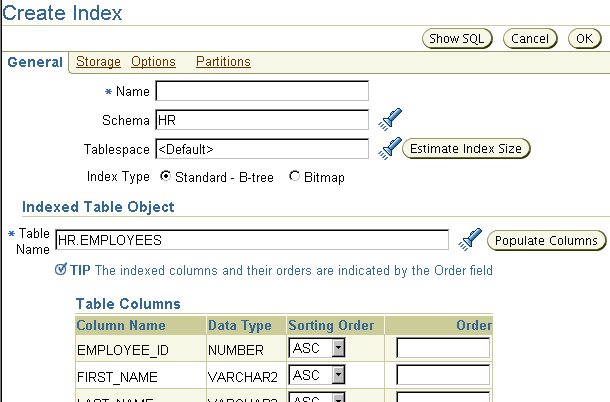 Create Index
Show SQL Cancel OK
General Storage Options Partitions
* Name
Schema HR
Tablespace <Default> Estimate Index Size
Index Type Standard - B-tree Bitmap
Indexed Table Object
* Table Name HR.EMPLOYEES Populate Columns
TIP The indexed columns and their orders are indicated by the Order field
Table Columns
Column Name Data Type Sorting Order Order
EMPLOYEE_ID NUMBER ASC
FIRST_NAME VARCHAR2 ASC
LAST_NAME VARCHAR2 ASC